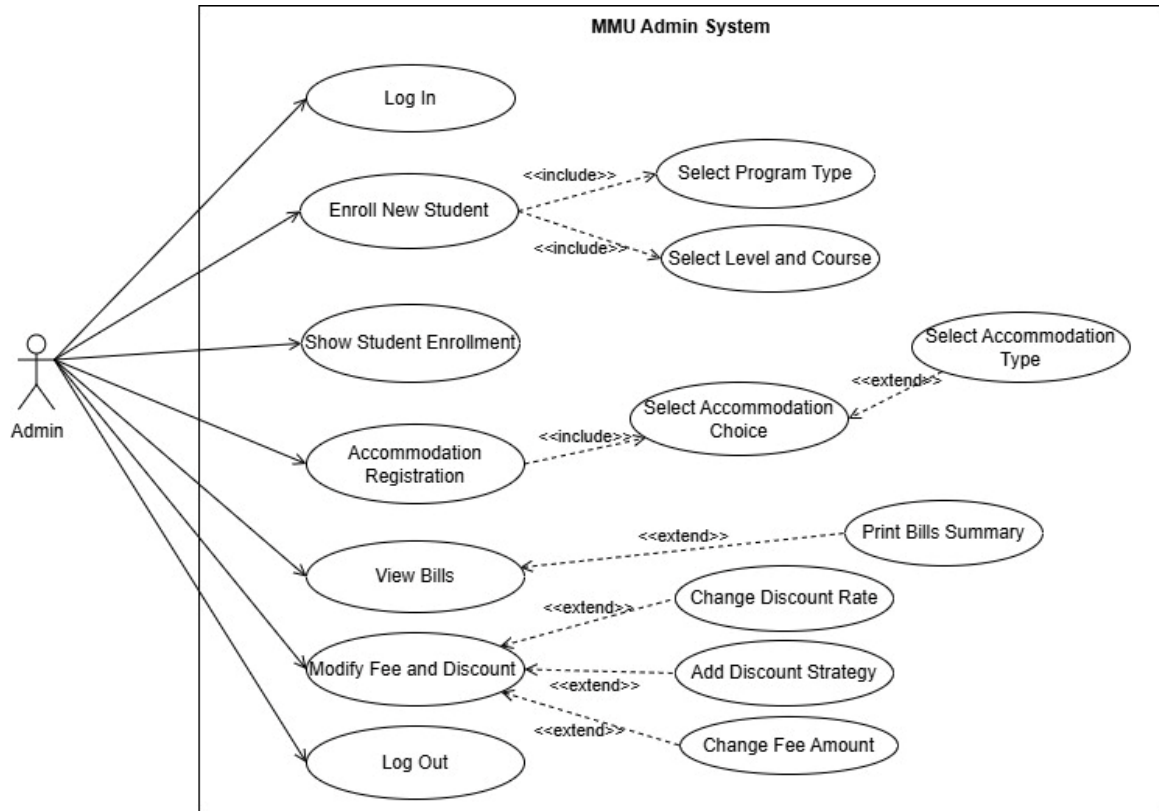 MMU Admin System
Log In
Select Program Type
<<include>>
Enroll New Student
<<include>>
Select Level and Course
Show Student Enrollment
Select Accommodation
Type
<<extend>>
Admin
Select Accommodation
Choice
<<include>>
Accommodation
Registration
Print Bills Summary
<<extend>>
View Bills
Change Discount Rate
<<extend>>
Modify Fee and Discount
Add Discount Strategy
<<extend>>
<<extend>>
Change Fee Amount
Log Out